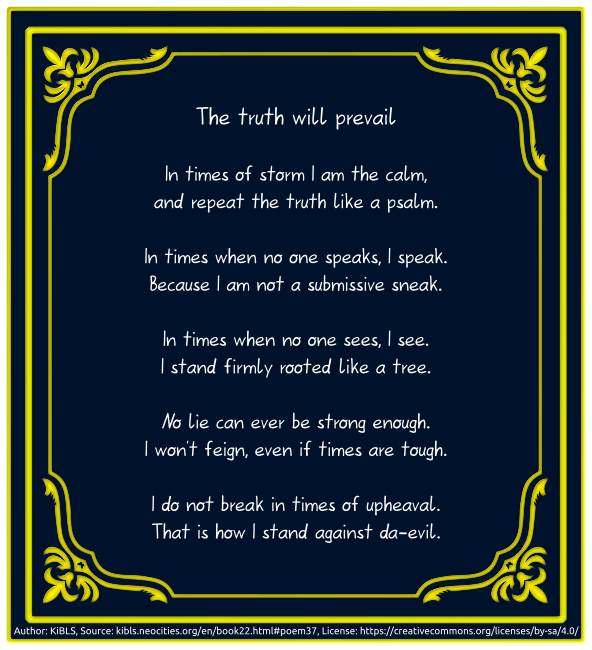 The truth will prevail
In times of storm I am the calm,
and repeat the truth like a psalm.
In times when no one speaks, I speak.
Because I am not a submissive sneak.
In times when no one sees, I see.
I stand firmly rooted like a tree.
No lie can ever be strong enough.
I won't feign, even if times are tough.
I do not break in times of upheaval.
That is how I stand against da-evil.
Author: KiBLS, Source: kibls.neocities.org/en/book22.html#poem37, License: https://creativecommons.org/licenses/by-sa/4.0/